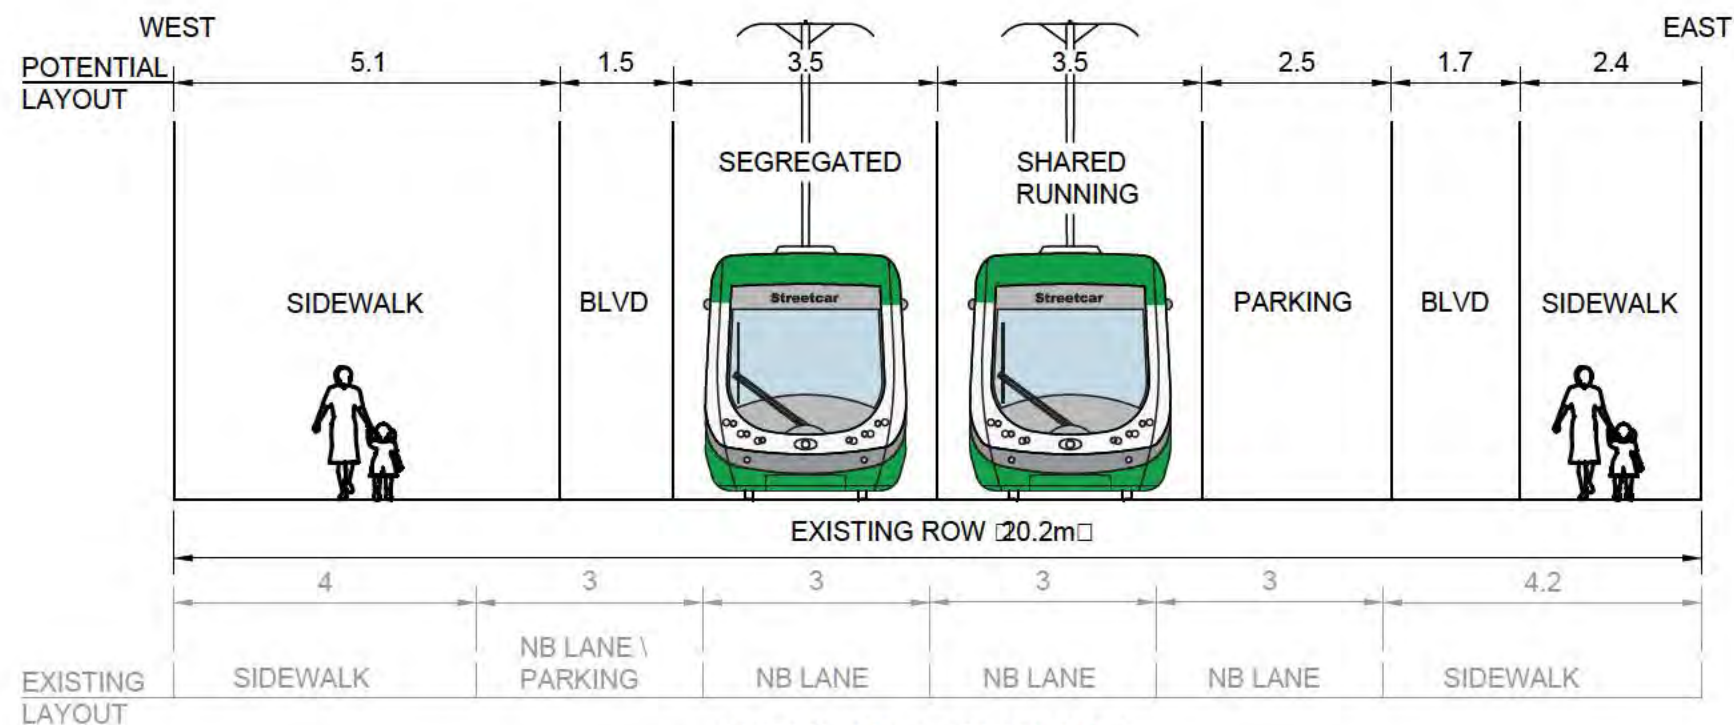 WEST
EAST
POTENTIAL
LAYOUT
5.1 1.5 3.5 3.5 2.5 1.7 2.4
SEGREGATED
SHARED
RUNNING
SIDEWALK
BLVD
Streetcar
Streetcar
PARKING
BLVD
SIDEWALK
EXISTING ROW □20.2m□
4 3 3 3 3 4.2
EXISTING
LAYOUT
SIDEWALK
NB LANE \
PARKING
NB LANE
NB LANE
NB LANE
SIDEWALK